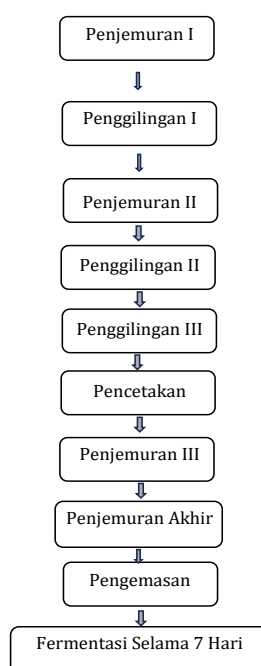 Penjemuran I
Penggilingan I
Penjemuran II
Penggilingan II
Penggilingan III
Pencetakan
Penjemuran III
Penjemuran Akhir
Pengemasan
Fermentasi Selama 7 Hari